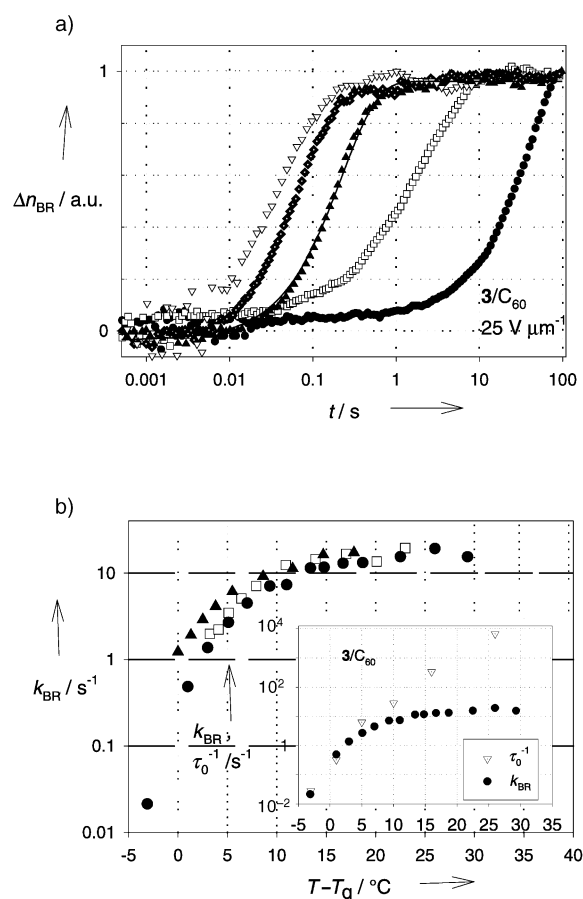 a)
1
Δn_BR / a.u.
0
3/C₆₀
25 V μm⁻¹
0.001 0.01 0.1 1 10 100
t / s
b)
10
1
k_BR / s⁻¹
0.1
0.01
k_BR ,
τ₀⁻¹ /s⁻¹
10⁴
3/C₆₀
10²
1
10⁻²
τ₀⁻¹
k_BR
-5 0 5 10 15 20 25 30 35
-5 0 5 10 15 20 25 30 35 40
T–T_g / °C